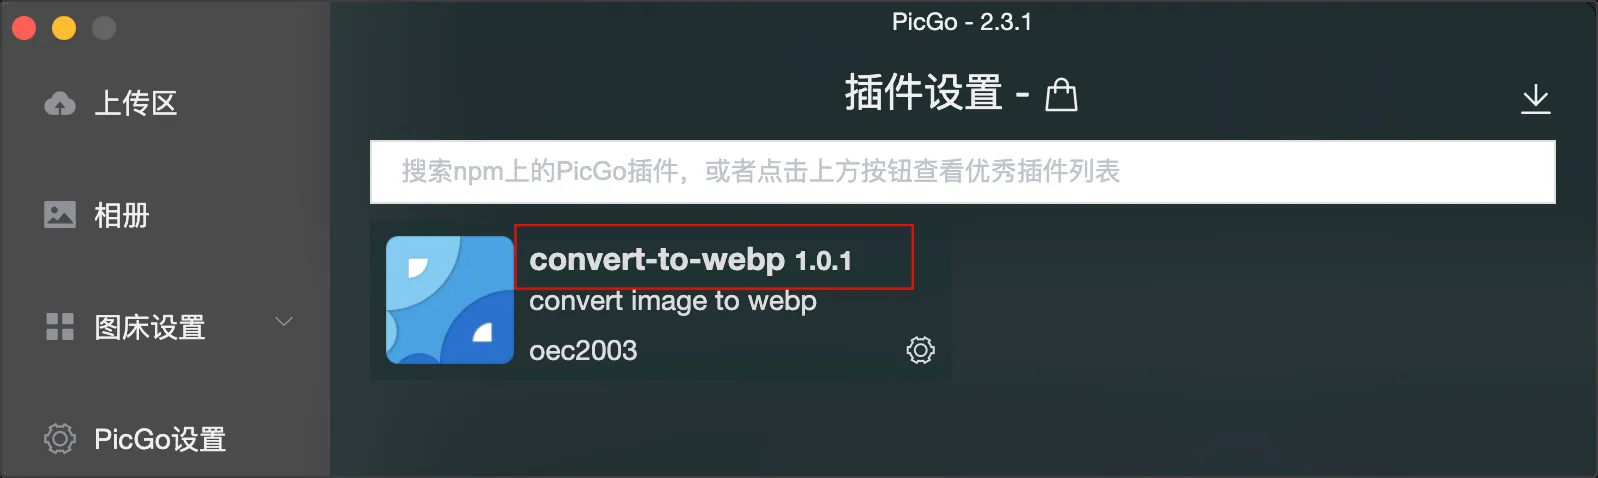 PicGo - 2.3.1
上传区
相册
图床设置
PicGo设置
插件设置 -
搜索npm上的PicGo插件，或者点击上方按钮查看优秀插件列表
convert-to-webp 1.0.1
convert image to webp
oec2003